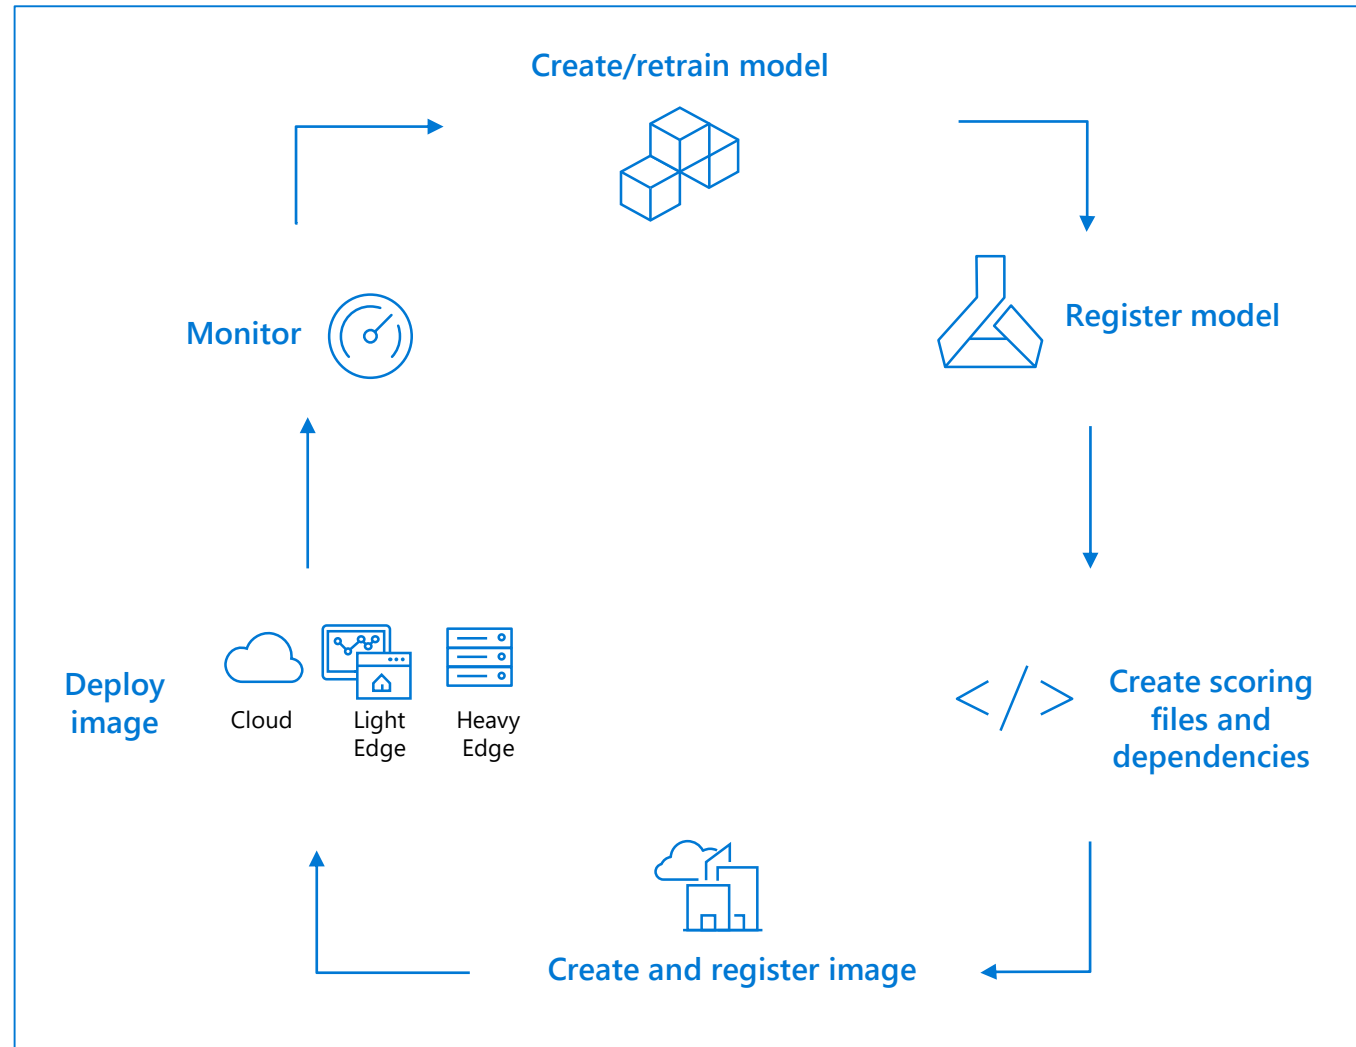 Create/retrain model
Register model
Create scoring
files and
dependencies
Create and register image
Deploy
image
Cloud
Light
Edge
Heavy
Edge
Monitor